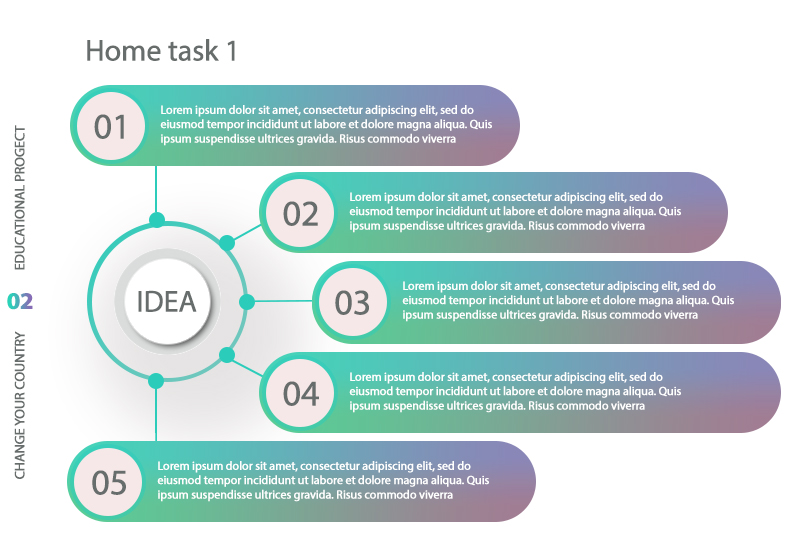 Home task 1
01
Lorem ipsum dolor sit amet, consectetur adipiscing elit, sed do
eiusmod tempor incididunt ut labore et dolore magna aliqua. Quis
ipsum suspendisse ultrices gravida. Risus commodo viverra
02
Lorem ipsum dolor sit amet, consectetur adipiscing elit, sed do
eiusmod tempor incididunt ut labore et dolore magna aliqua. Quis
ipsum suspendisse ultrices gravida. Risus commodo viverra
IDEA
03
Lorem ipsum dolor sit amet, consectetur adipiscing elit, sed do
eiusmod tempor incididunt ut labore et dolore magna aliqua. Quis
ipsum suspendisse ultrices gravida. Risus commodo viverra
04
Lorem ipsum dolor sit amet, consectetur adipiscing elit, sed do
eiusmod tempor incididunt ut labore et dolore magna aliqua. Quis
ipsum suspendisse ultrices gravida. Risus commodo viverra
05
Lorem ipsum dolor sit amet, consectetur adipiscing elit, sed do
eiusmod tempor incididunt ut labore et dolore magna aliqua. Quis
ipsum suspendisse ultrices gravida. Risus commodo viverra
EDUCATIONAL PROGECT
02
CHANGE YOUR COUNTRY